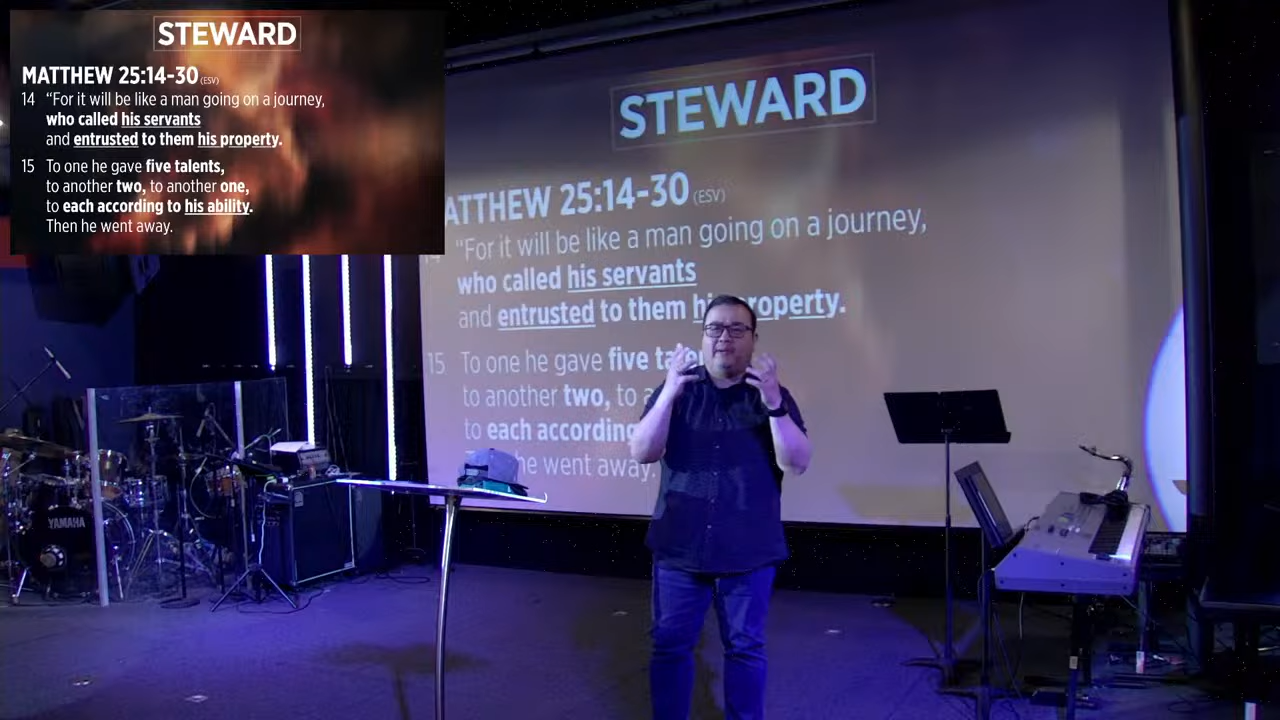 STEWARD
MATTHEW 25:14-30 (ESV)
14 “For it will be like a man going on a journey,
who called his servants
and entrusted to them his property.
15 To one he gave five talents,
to another two, to another one,
to each according to his ability.
Then he went away.
STEWARD
MATTHEW 25:14-30 (ESV)
14 “For it will be like a man going on a journey,
who called his servants
and entrusted to them his property.
15 To one he gave five
to another two, to
to each according
he went away.
YAMAHA